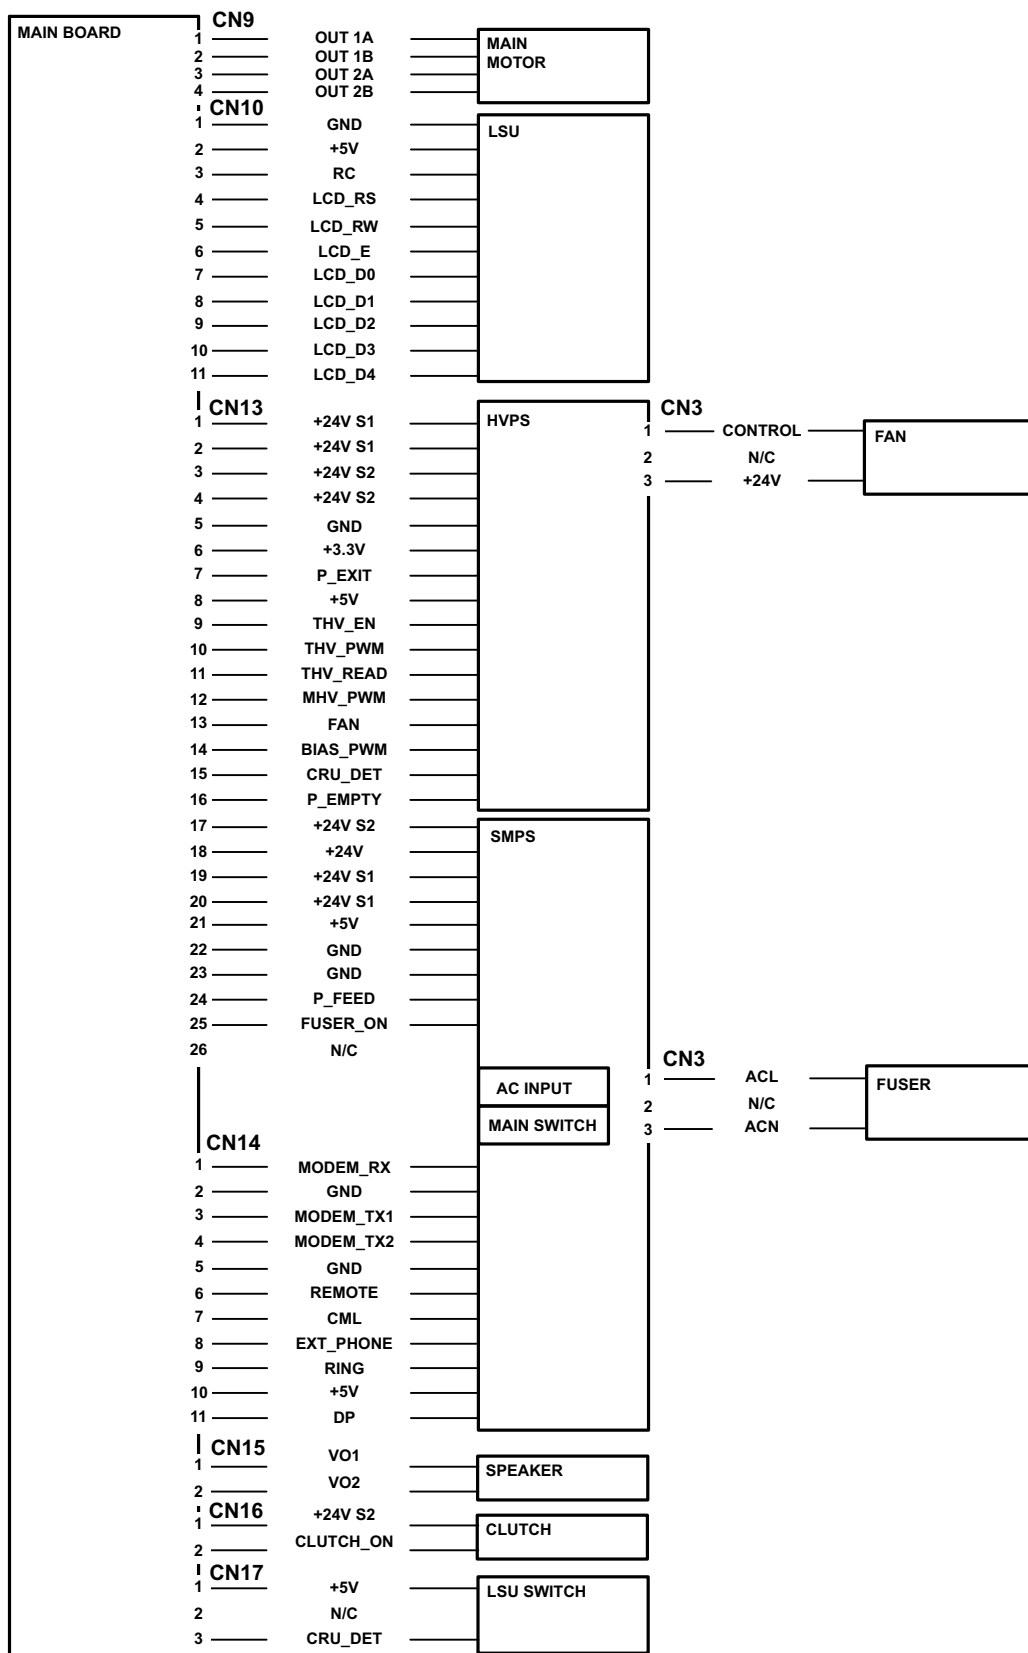 MAIN BOARD
CN9
1 OUT 1A
2 OUT 1B
3 OUT 2A
4 OUT 2B
MAIN
MOTOR
CN10
1 GND
2 +5V
3 RC
4 LCD_RS
5 LCD_RW
6 LCD_E
7 LCD_D0
8 LCD_D1
9 LCD_D2
10 LCD_D3
11 LCD_D4
LSU
CN13
1 +24V S1
2 +24V S1
3 +24V S2
4 +24V S2
5 GND
6 +3.3V
7 P_EXIT
8 +5V
9 THV_EN
10 THV_PWM
11 THV_READ
12 MHV_PWM
13 FAN
14 BIAS_PWM
15 CRU_DET
16 P_EMPTY
HVPS
CN3
1 CONTROL
2 N/C
3 +24V
FAN
17 +24V S2
18 +24V
19 +24V S1
20 +24V S1
21 +5V
22 GND
23 GND
24 P_FEED
25 FUSER_ON
26 N/C
SMPS
AC INPUT
MAIN SWITCH
CN3
1 ACL
2 N/C
3 ACN
FUSER
CN14
1 MODEM_RX
2 GND
3 MODEM_TX1
4 MODEM_TX2
5 GND
6 REMOTE
7 CML
8 EXT_PHONE
9 RING
10 +5V
11 DP
CN15
1 VO1
2 VO2
SPEAKER
CN16
1 +24V S2
2 CLUTCH_ON
CLUTCH
CN17
1 +5V
2 N/C
3 CRU_DET
LSU SWITCH